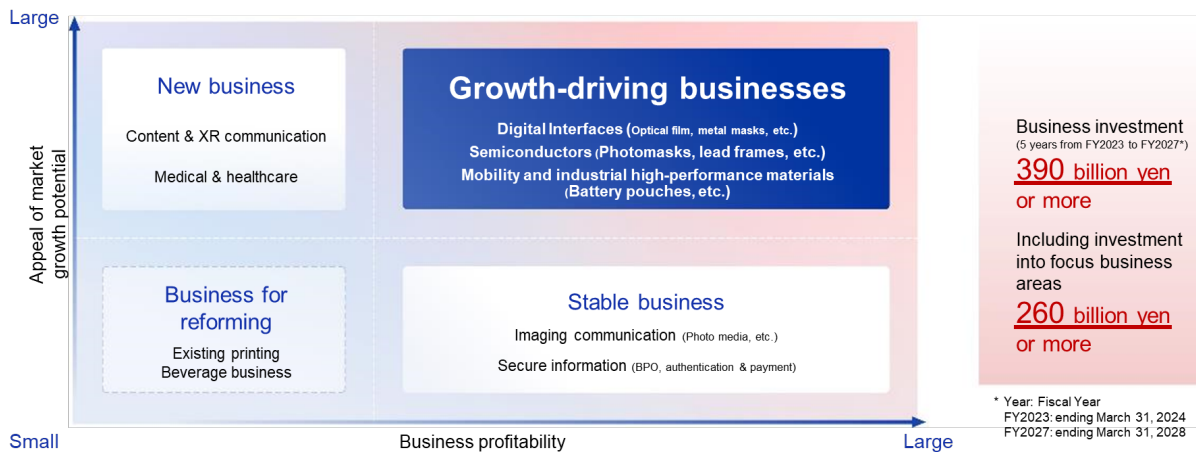 Large
Appeal of market
growth potential
New business
Content & XR communication
Medical & healthcare
Growth-driving businesses
Digital Interfaces (Optical film, metal masks, etc.)
Semiconductors (Photomasks, lead frames, etc.)
Mobility and industrial high-performance materials
(Battery pouches, etc.)
Business for
reforming
Existing printing
Beverage business
Stable business
Imaging communication (Photo media, etc.)
Secure information (BPO, authentication & payment)
Small
Business profitability
Large
Business investment
(5 years from FY2023 to FY2027*)
390 billion yen
or more
Including investment
into focus business
areas
260 billion yen
or more
* Year: Fiscal Year
FY2023: ending March 31, 2024
FY2027: ending March 31, 2028